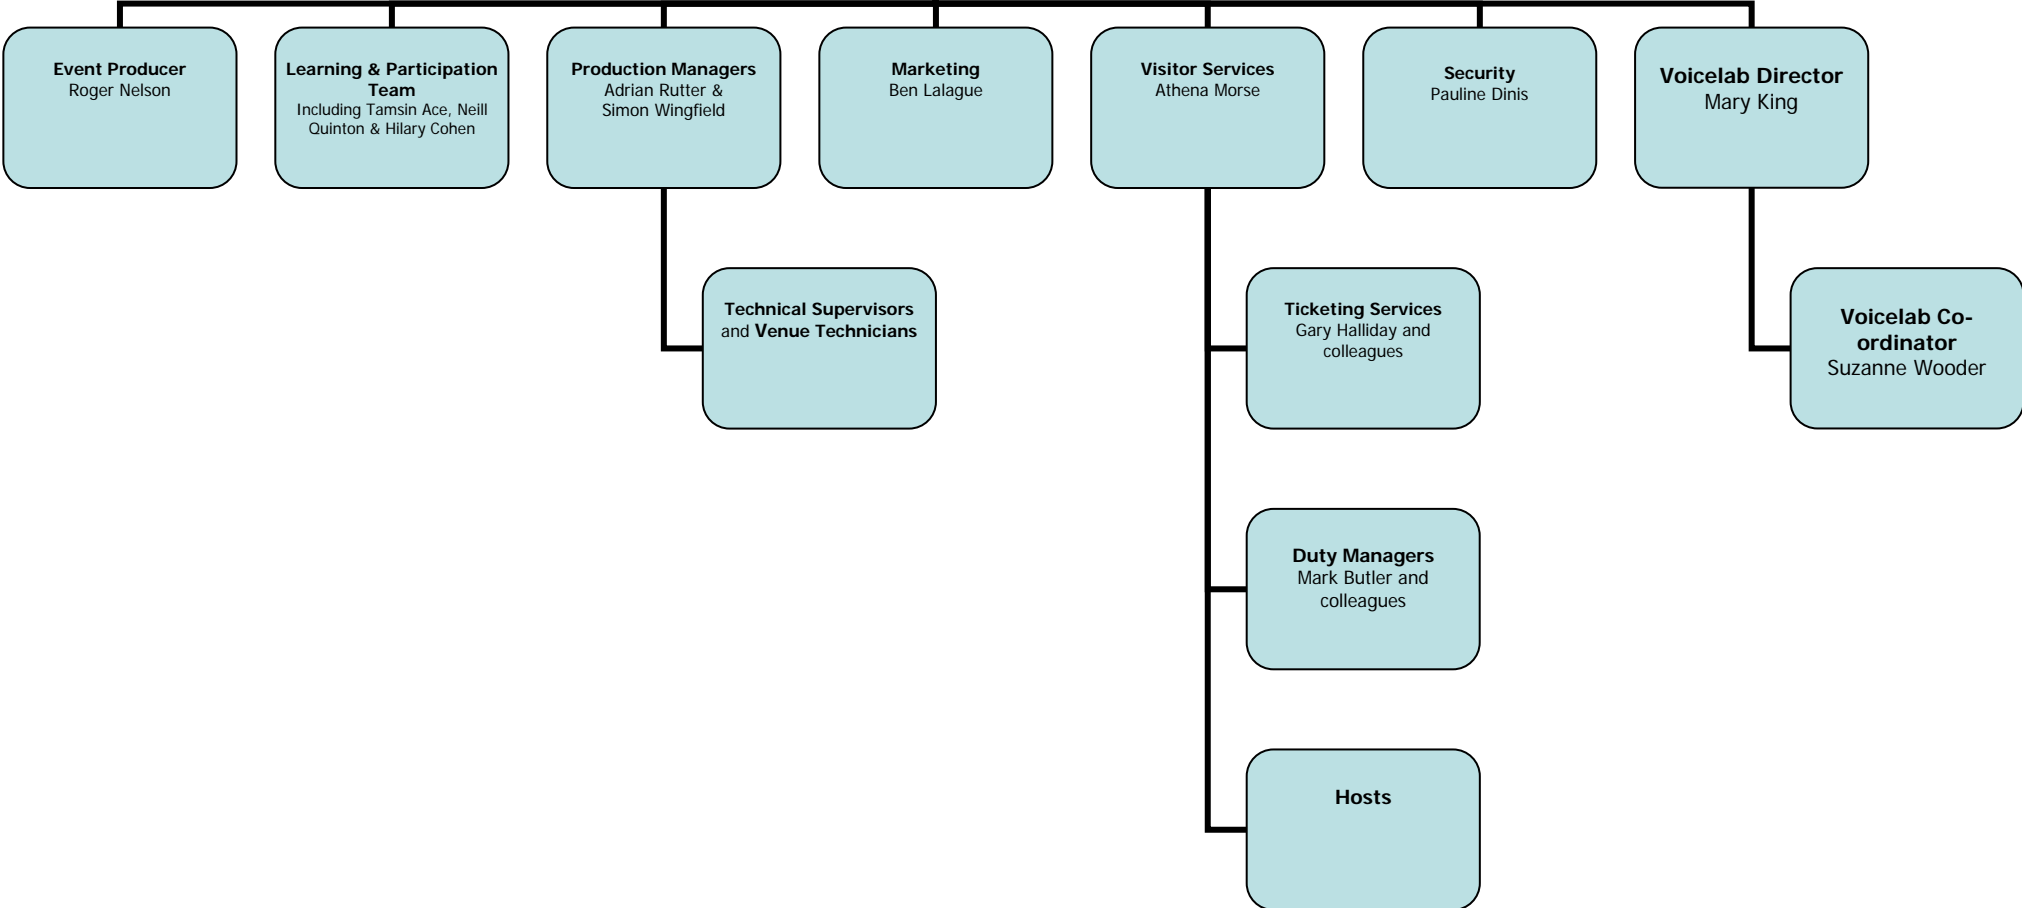 Event Producer
Roger Nelson
Learning & Participation
Team
Including Tamsin Ace, Neill
Quinton & Hilary Cohen
Production Managers
Adrian Rutter &
Simon Wingfield
Marketing
Ben Lalague
Visitor Services
Athena Morse
Security
Pauline Dinis
Voicelab Director
Mary King
Technical Supervisors
and Venue Technicians
Ticketing Services
Gary Halliday and
colleagues
Voicelab Co-
ordinator
Suzanne Wooder
Duty Managers
Mark Butler and
colleagues
Hosts